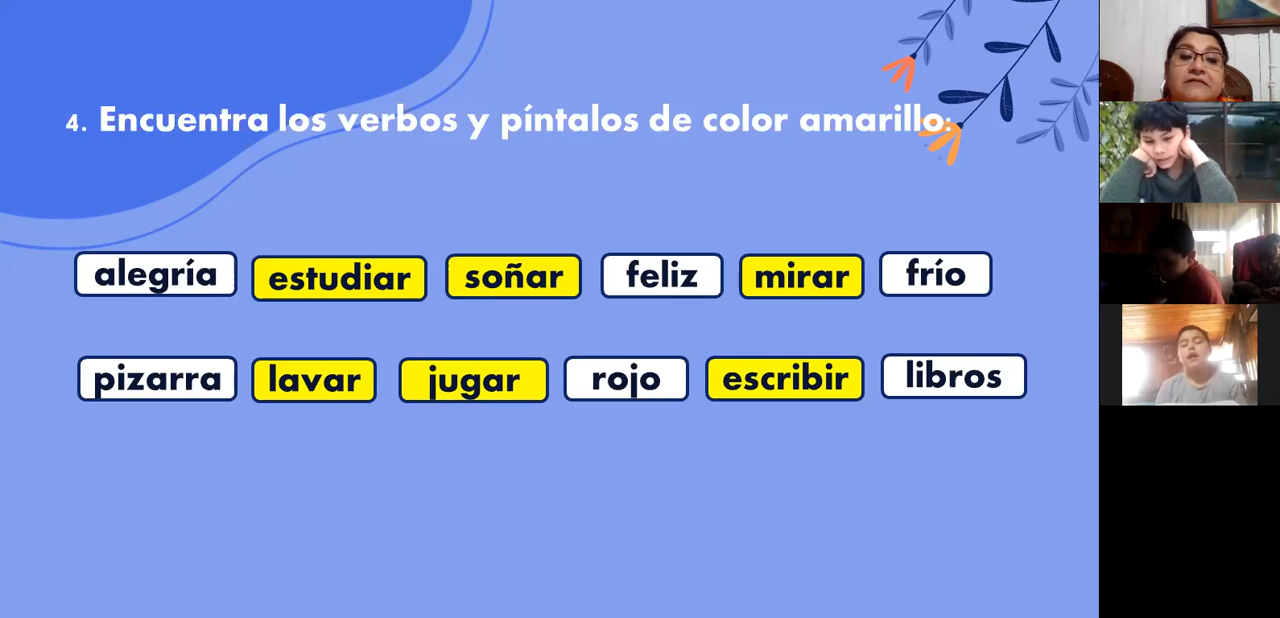 4. Encuentra los verbos y píntalos de color amarillo:
alegría estudiar soñar feliz mirar frío
pizarra lavar jugar rojo escribir libros